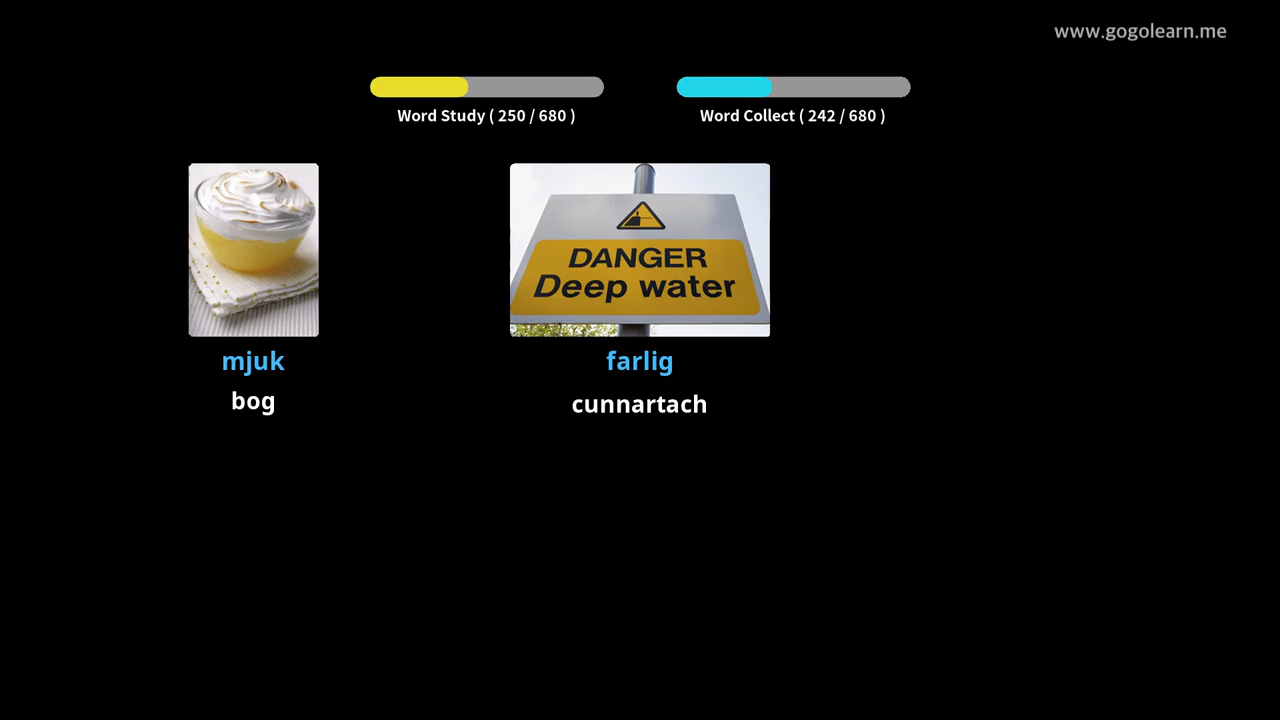 www.gogolearn.me
Word Study ( 250 / 680 )
Word Collect ( 242 / 680 )
DANGER
Deep water
mjuk
farlig
bog
cunnartach